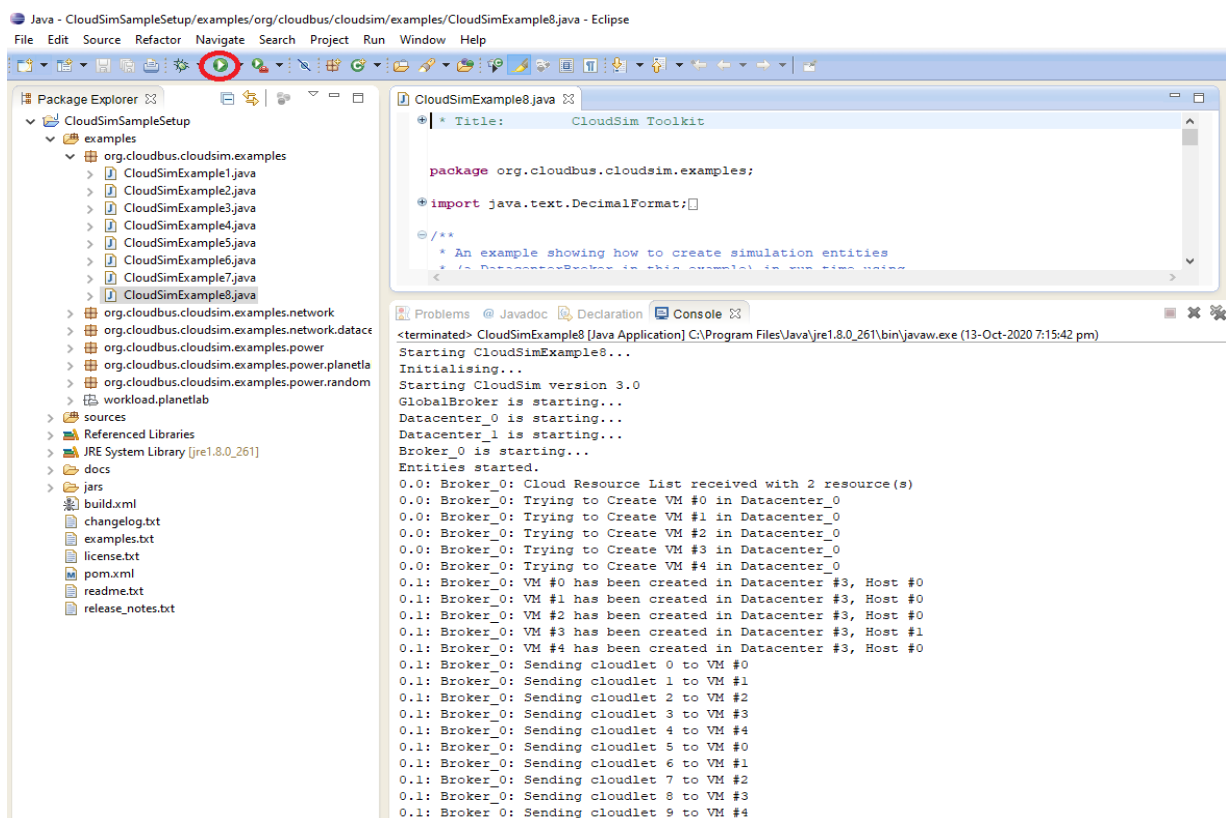 Java - CloudSimSampleSetup/examples/org/cloudbus/cloudsim/examples/CloudSimExample8.java - Eclipse
File Edit Source Refactor Navigate Search Project Run Window Help
Package Explorer
CloudSimSampleSetup
examples
org.cloudbus.cloudsim.examples
CloudSimExample1.java
CloudSimExample2.java
CloudSimExample3.java
CloudSimExample4.java
CloudSimExample5.java
CloudSimExample6.java
CloudSimExample7.java
CloudSimExample8.java
org.cloudbus.cloudsim.examples.network
org.cloudbus.cloudsim.examples.network.datace
org.cloudbus.cloudsim.examples.power
org.cloudbus.cloudsim.examples.power.planetla
org.cloudbus.cloudsim.examples.power.random
workload.planetlab
sources
Referenced Libraries
JRE System Library [jre1.8.0_261]
docs
jars
build.xml
changelog.txt
examples.txt
license.txt
pom.xml
readme.txt
release_notes.txt
CloudSimExample8.java
* Title: CloudSim Toolkit
package org.cloudbus.cloudsim.examples;
import java.text.DecimalFormat;
/**
* An example showing how to create simulation entities
* (a DatacenterBroker in this example) in run-time using
Problems @ Javadoc Declaration Console
<terminated> CloudSimExample8 [Java Application] C:\Program Files\Java\jre1.8.0_261\bin\javaw.exe (13-Oct-2020 7:15:42 pm)
Starting CloudSimExample8...
Initialising...
Starting CloudSim version 3.0
GlobalBroker is starting...
Datacenter_0 is starting...
Datacenter_1 is starting...
Broker_0 is starting...
Entities started.
0.0: Broker_0: Cloud Resource List received with 2 resource(s)
0.0: Broker_0: Trying to Create VM #0 in Datacenter_0
0.0: Broker_0: Trying to Create VM #1 in Datacenter_0
0.0: Broker_0: Trying to Create VM #2 in Datacenter_0
0.0: Broker_0: Trying to Create VM #3 in Datacenter_0
0.0: Broker_0: Trying to Create VM #4 in Datacenter_0
0.1: Broker_0: VM #0 has been created in Datacenter #3, Host #0
0.1: Broker_0: VM #1 has been created in Datacenter #3, Host #0
0.1: Broker_0: VM #2 has been created in Datacenter #3, Host #0
0.1: Broker_0: VM #3 has been created in Datacenter #3, Host #1
0.1: Broker_0: VM #4 has been created in Datacenter #3, Host #0
0.1: Broker_0: Sending cloudlet 0 to VM #0
0.1: Broker_0: Sending cloudlet 1 to VM #1
0.1: Broker_0: Sending cloudlet 2 to VM #2
0.1: Broker_0: Sending cloudlet 3 to VM #3
0.1: Broker_0: Sending cloudlet 4 to VM #4
0.1: Broker_0: Sending cloudlet 5 to VM #0
0.1: Broker_0: Sending cloudlet 6 to VM #1
0.1: Broker_0: Sending cloudlet 7 to VM #2
0.1: Broker_0: Sending cloudlet 8 to VM #3
0.1: Broker_0: Sending cloudlet 9 to VM #4